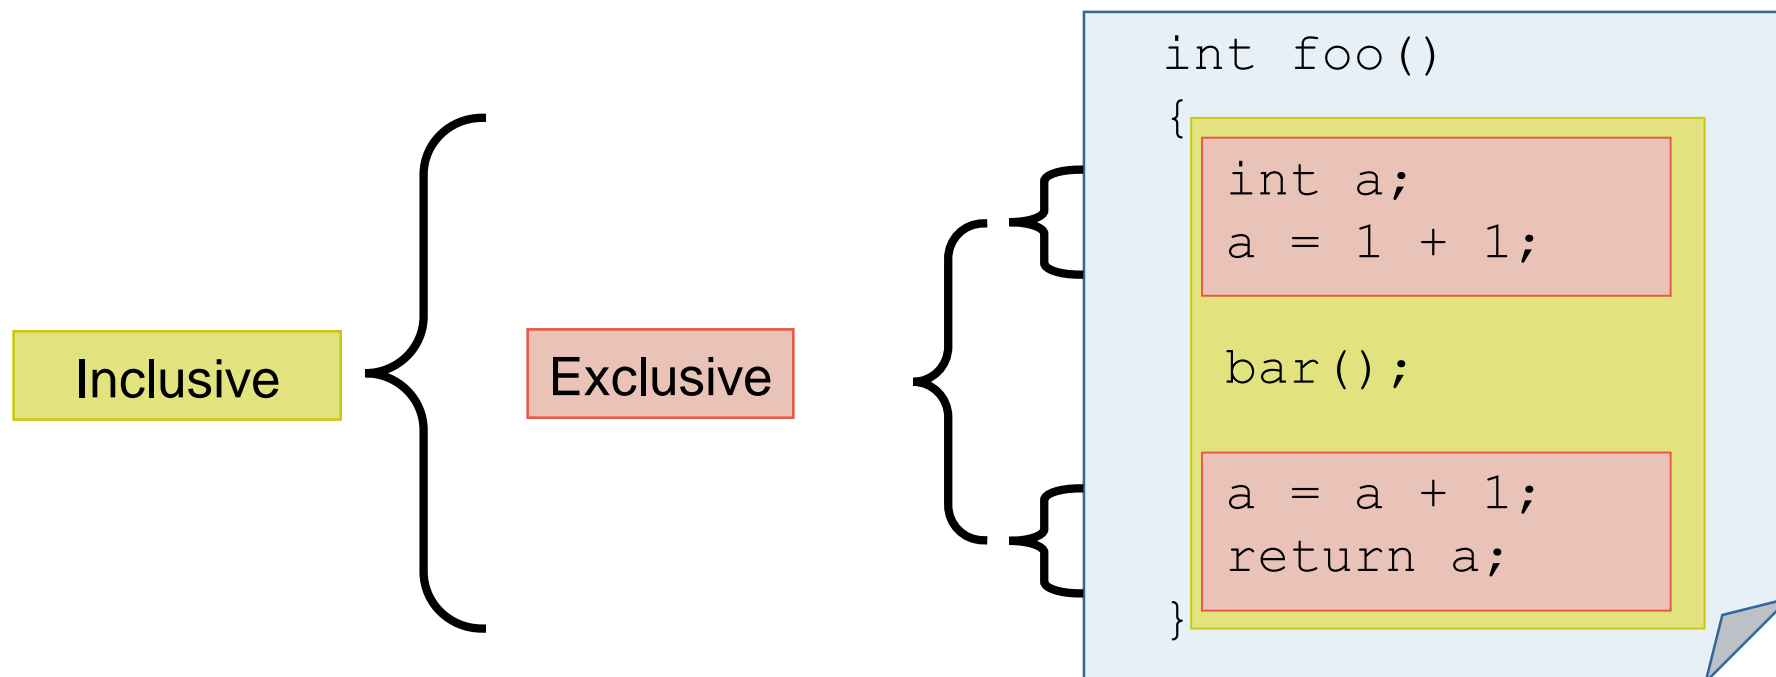 Inclusive
Exclusive
int foo()
{
int a;
a = 1 + 1;
bar();
a = a + 1;
return a;
}